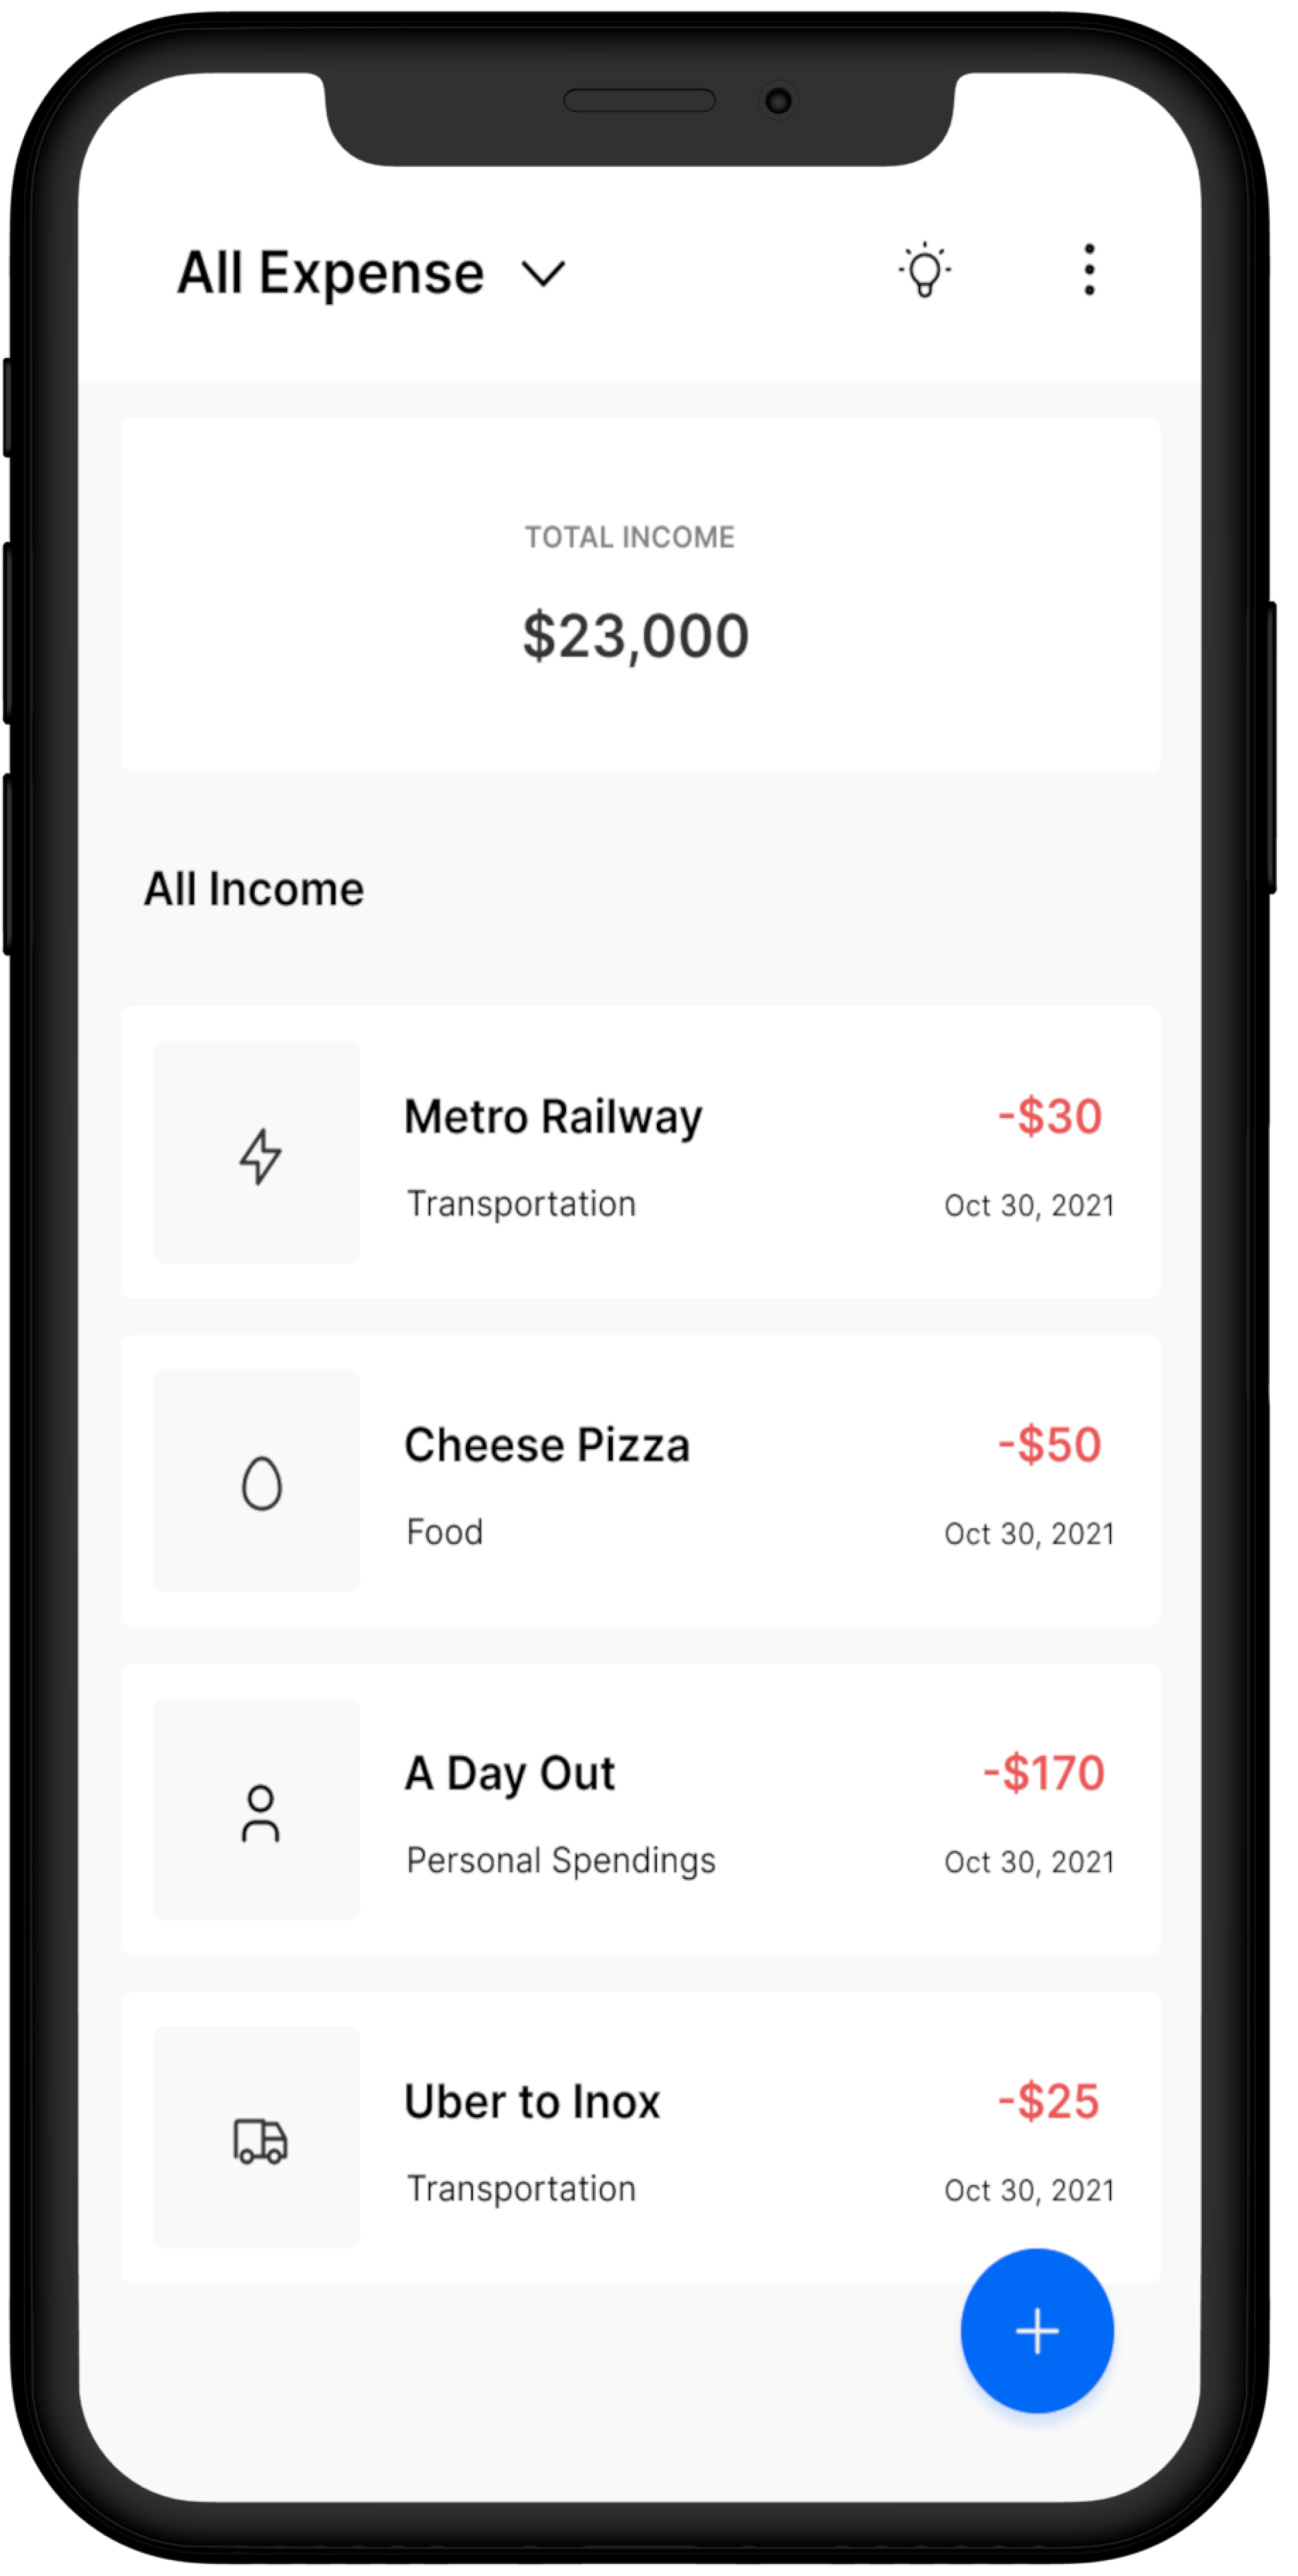 All Expense
TOTAL INCOME
$23,000
All Income
Metro Railway
-$30
Transportation
Oct 30, 2021
Cheese Pizza
-$50
Food
Oct 30, 2021
A Day Out
-$170
Personal Spendings
Oct 30, 2021
Uber to Inox
-$25
Transportation
Oct 30, 2021